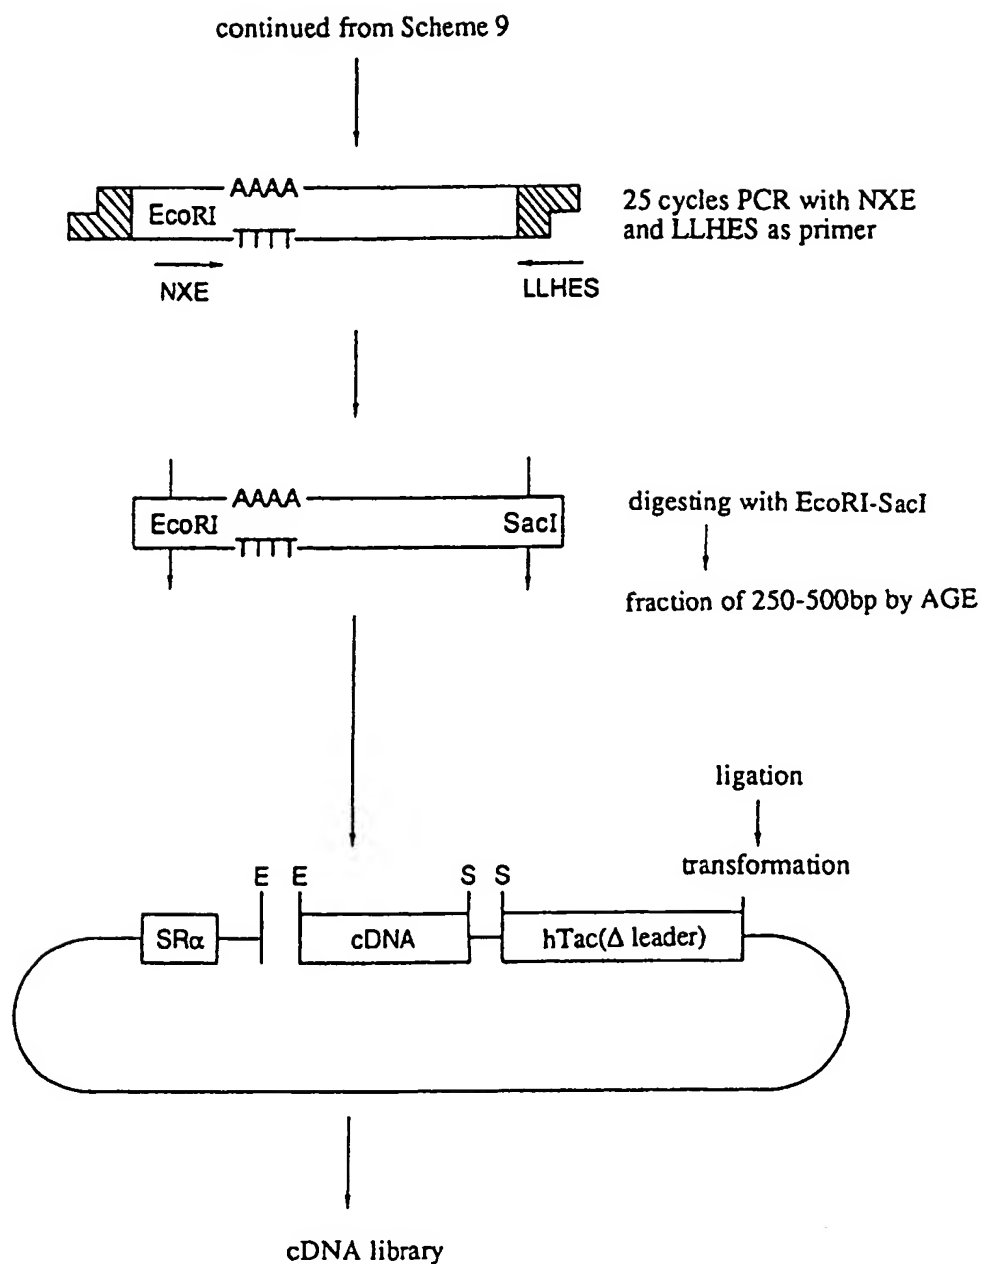 continued from Scheme 9
AAAA
EcoRI
TTTT
NXE
LLHES
25 cycles PCR with NXE
and LLHES as primer
AAAA
EcoRI
SacI
TTTT
digesting with EcoRI-SacI
fraction of 250-500bp by AGE
ligation
transformation
E E S S
SRα
cDNA
hTac(Δ leader)
cDNA library